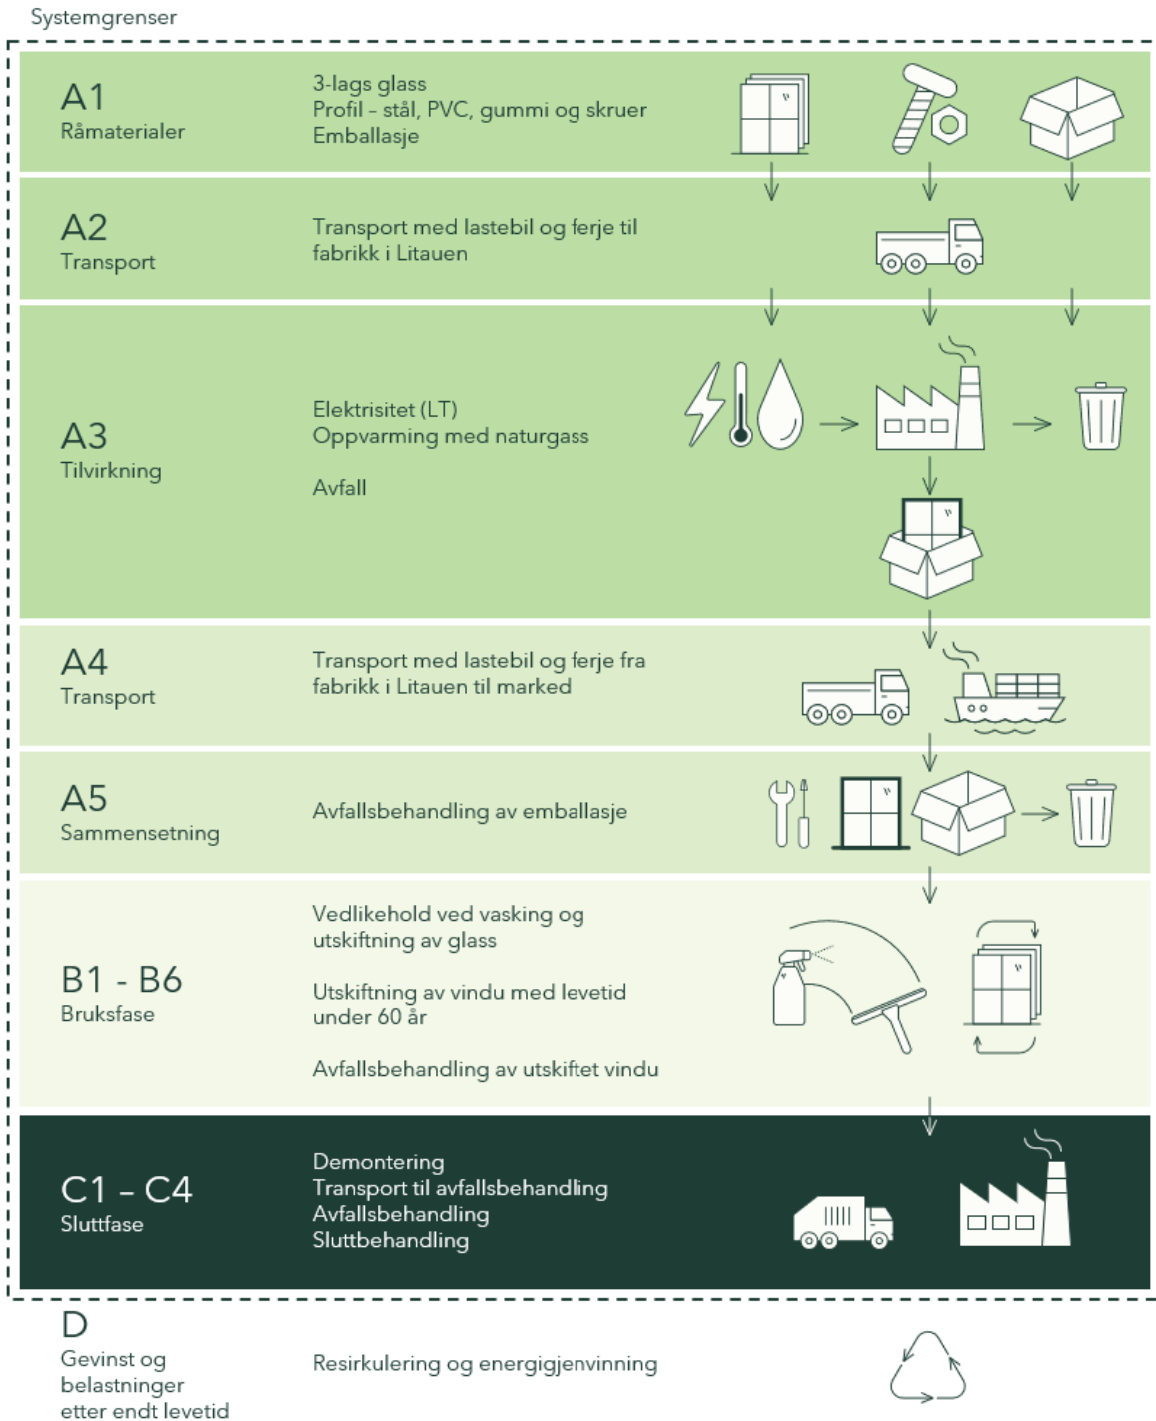 Systemgrenser
A1
Råmaterialer
3-lags glass
Profil – stål, PVC, gummi og skruer
Emballasje
A2
Transport
Transport med lastebil og ferje til
fabrikk i Litauen
A3
Tilvirkning
Elektrisitet (LT)
Oppvarming med naturgass
Avfall
A4
Transport
Transport med lastebil og ferje fra
fabrikk i Litauen til marked
A5
Sammensetning
Avfallsbehandling av emballasje
B1 - B6
Bruksfase
Vedlikehold ved vasking og
utskiftning av glass
Utskiftning av vindu med levetid
under 60 år
Avfallsbehandling av utskiftet vindu
C1 – C4
Sluttfase
Demontering
Transport til avfallsbehandling
Avfallsbehandling
Sluttbehandling
D
Gevinst og
belastninger
etter endt levetid
Resirkulering og energigjenvinning